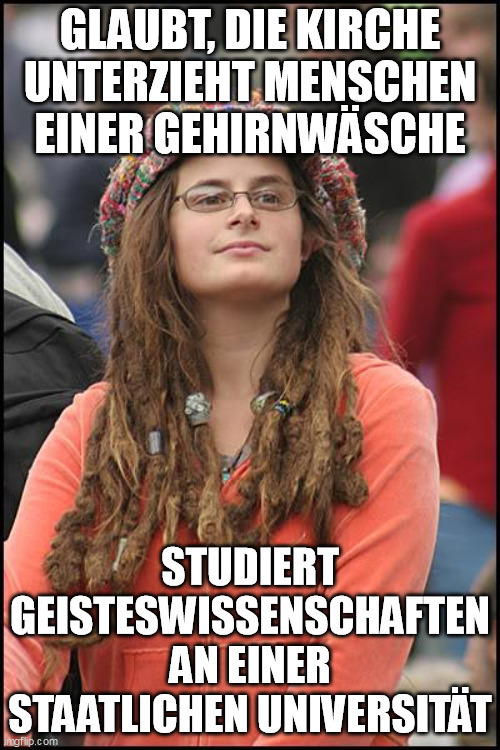 GLAUBT, DIE KIRCHE
UNTERZIEHT MENSCHEN
EINER GEHIRNWÄSCHE
STUDIERT
GEISTESWISSENSCHAFTEN
AN EINER
STAATLICHEN UNIVERSITÄT
imgflip.com